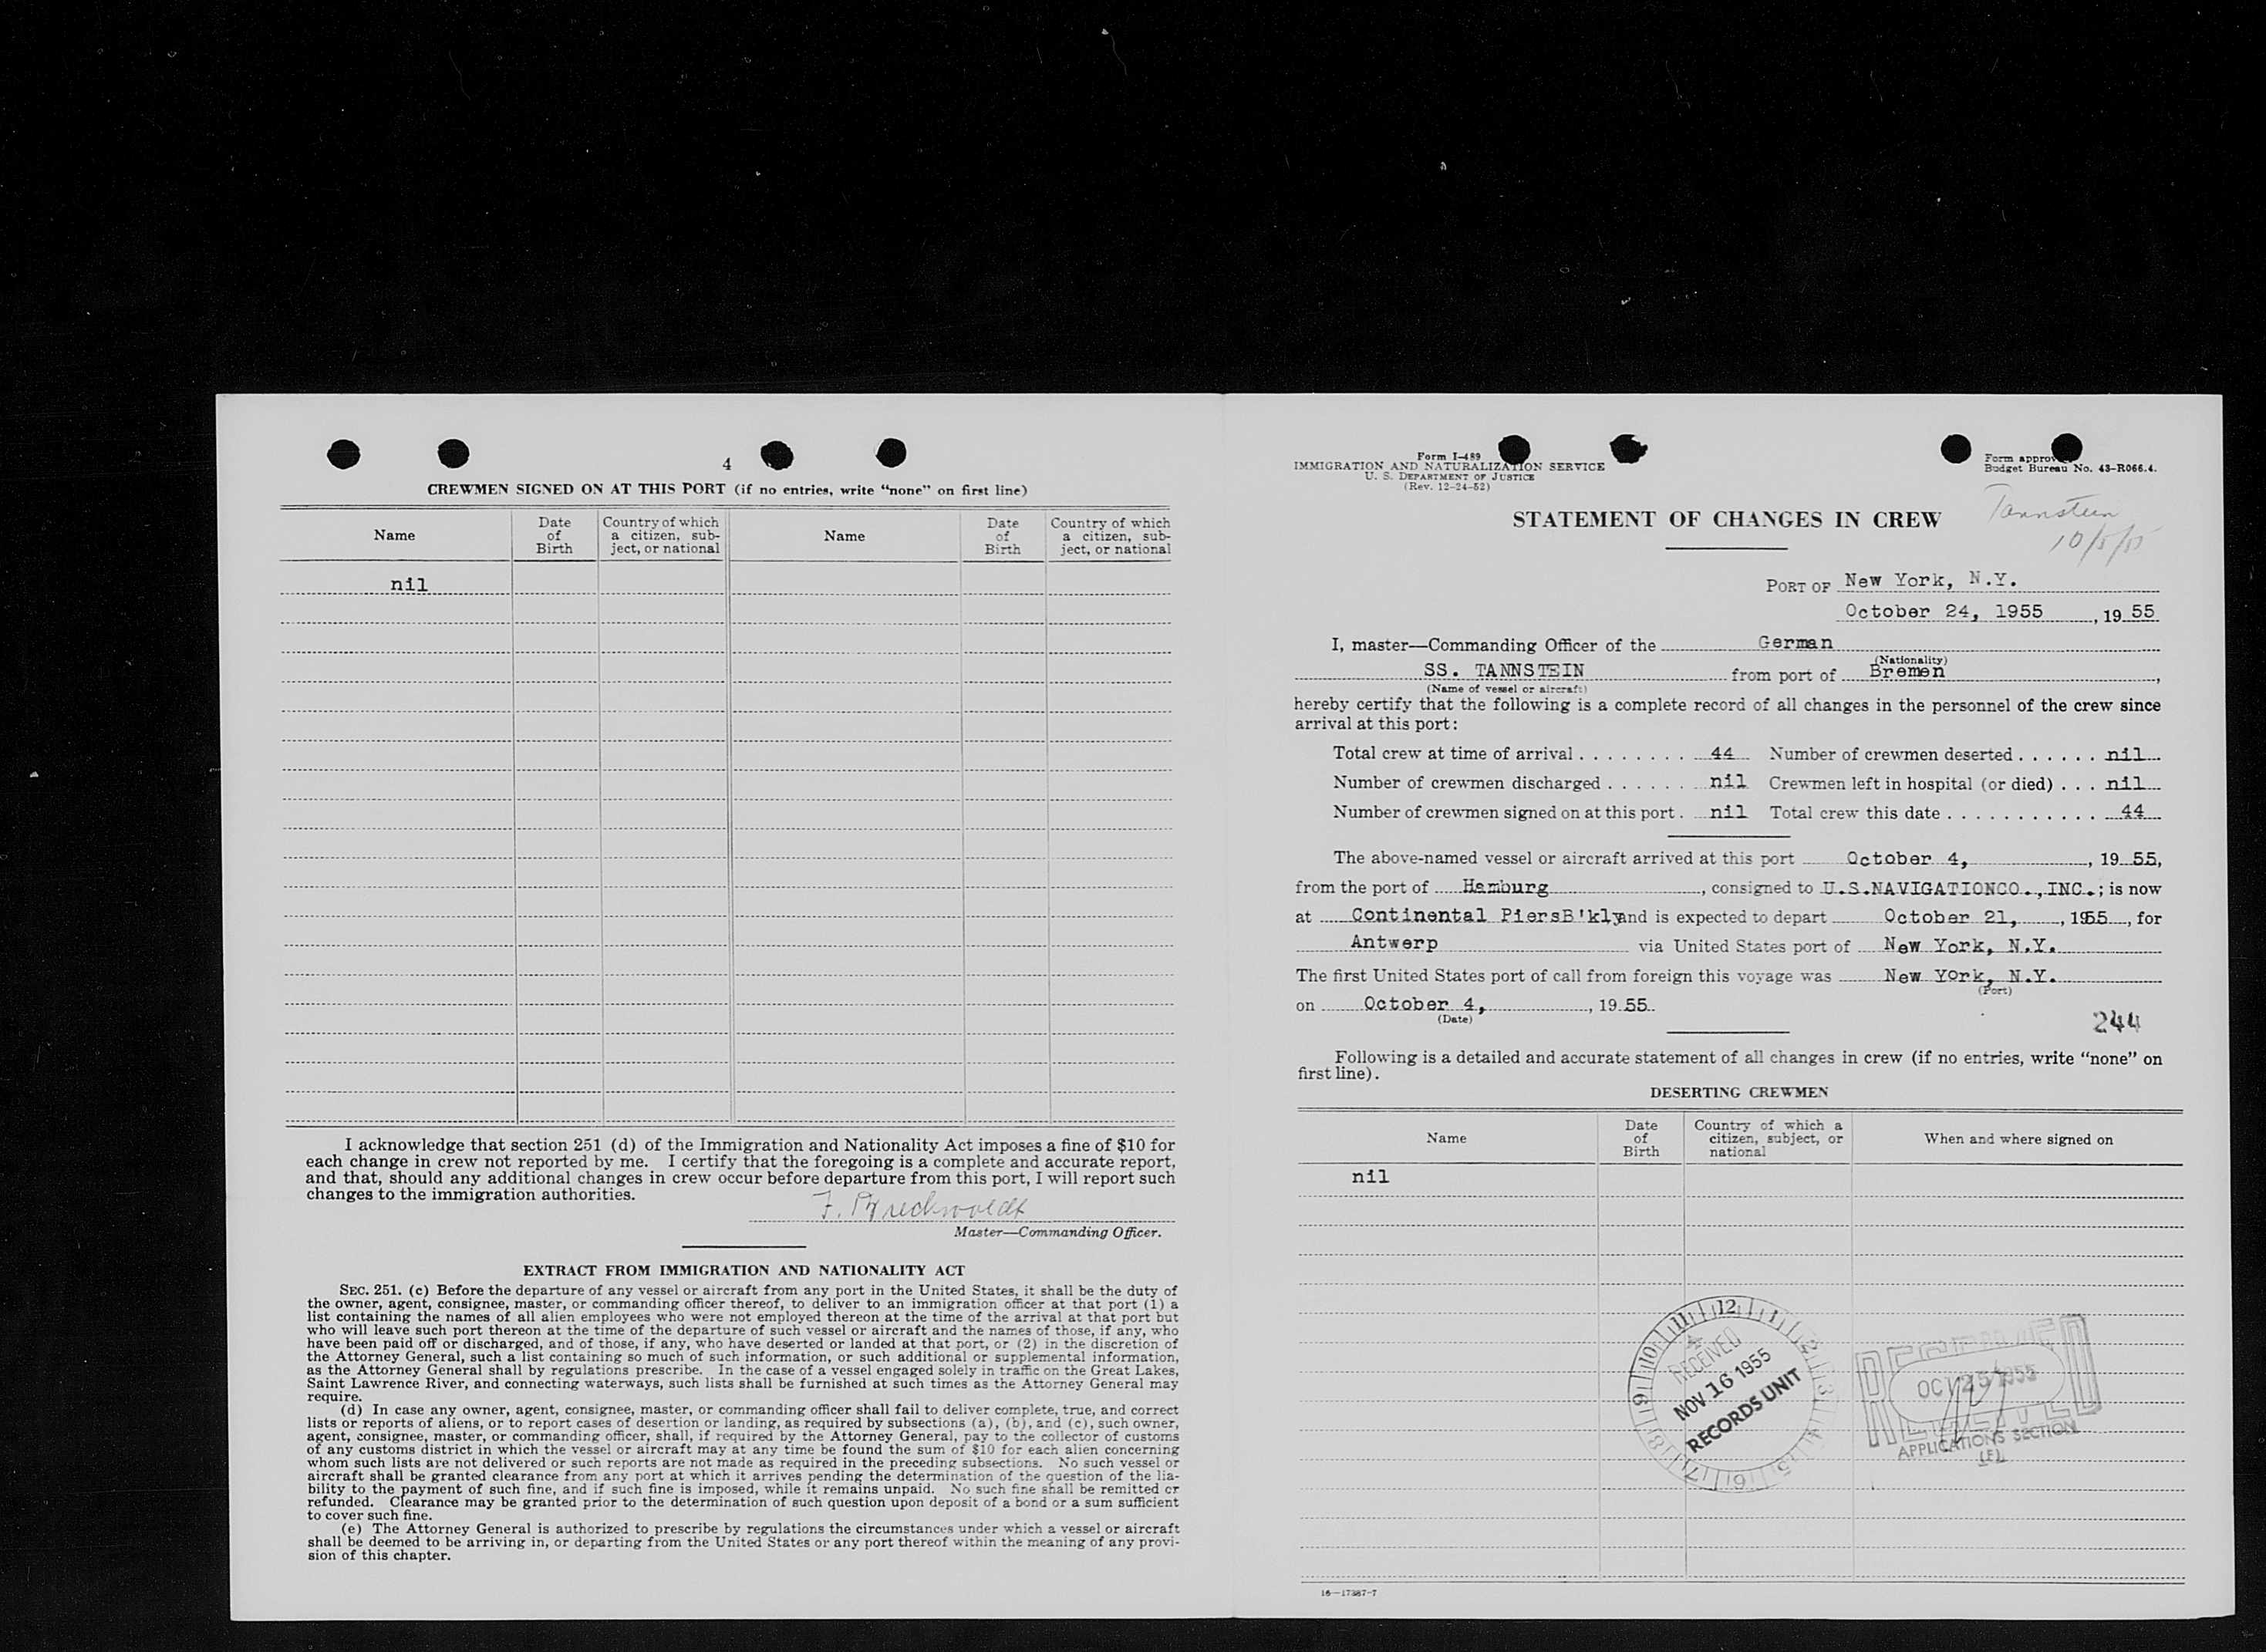 4
CREWMEN SIGNED ON AT THIS PORT (if no entries, write “none” on first line)
Name
Date
of
Birth
Country of which
a citizen, sub-
ject, or national
Name
Date
of
Birth
Country of which
a citizen, sub-
ject, or national
nil
I acknowledge that section 251 (d) of the Immigration and Nationality Act imposes a fine of $10 for
each change in crew not reported by me. I certify that the foregoing is a complete and accurate report,
and that, should any additional changes in crew occur before departure from this port, I will report such
changes to the immigration authorities.
F.
Master—Commanding Officer.
EXTRACT FROM IMMIGRATION AND NATIONALITY ACT
SEC. 251. (c) Before the departure of any vessel or aircraft from any port in the United States, it shall be the duty of
the owner, agent, consignee, master, or commanding officer thereof, to deliver to an immigration officer at that port (1) a
list containing the names of all alien employees who were not employed thereon at the time of the arrival at that port but
who will leave such port thereon at the time of the departure of such vessel or aircraft and the names of those, if any, who
have been paid off or discharged, and of those, if any, who have deserted or landed at that port, or (2) in the discretion of
the Attorney General, such a list containing so much of such information, or such additional or supplemental information,
as the Attorney General shall by regulations prescribe. In the case of a vessel engaged solely in traffic on the Great Lakes,
Saint Lawrence River, and connecting waterways, such lists shall be furnished at such times as the Attorney General may
require.
(d) In case any owner, agent, consignee, master, or commanding officer shall fail to deliver complete, true, and correct
lists or reports of aliens, or to report cases of desertion or landing, as required by subsections (a), (b), and (c), such owner,
agent, consignee, master, or commanding officer, shall, if required by the Attorney General, pay to the collector of customs
of any customs district in which the vessel or aircraft may at any time be found the sum of $10 for each alien concerning
whom such lists are not delivered or such reports are not made as required in the preceding subsections. No such vessel or
aircraft shall be granted clearance from any port at which it arrives pending the determination of the question of the lia-
bility to the payment of such fine, and if such fine is imposed, while it remains unpaid. No such fine shall be remitted or
refunded. Clearance may be granted prior to the determination of such question upon deposit of a bond or a sum sufficient
to cover such fine.
(e) The Attorney General is authorized to prescribe by regulations the circumstances under which a vessel or aircraft
shall be deemed to be arriving in, or departing from the United States or any port thereof within the meaning of any provi-
sion of this chapter.
Form I-489
IMMIGRATION AND NATURALIZATION SERVICE
U. S. DEPARTMENT OF JUSTICE
(Rev. 12-24-52)
Form approv
Budget Bureau No. 43-R066.4.
Tannstein
10/5/55
STATEMENT OF CHANGES IN CREW
PORT OF New York, N.Y.
October 24, 1955, 19 55
I, master—Commanding Officer of the German
(Nationality)
SS. TANNSTEIN from port of Bremen,
(Name of vessel or aircraft)
hereby certify that the following is a complete record of all changes in the personnel of the crew since
arrival at this port:
Total crew at time of arrival . . . . . . . . 44 Number of crewmen deserted . . . . . . nil
Number of crewmen discharged . . . . . . nil Crewmen left in hospital (or died) . . . nil
Number of crewmen signed on at this port . nil Total crew this date . . . . . . . . . . . . 44
The above-named vessel or aircraft arrived at this port October 4, , 19 55,
from the port of Hamburg , consigned to U.S.NAVIGATIONCO.,INC.; is now
at Continental PiersB'klyand is expected to depart October 21, , 1955, for
Antwerp via United States port of New York, N.Y.
The first United States port of call from foreign this voyage was New York, N.Y.
(Port)
on October 4, , 19 55.
(Date)
244
Following is a detailed and accurate statement of all changes in crew (if no entries, write “none” on
first line).
DESERTING CREWMEN
Name
Date
of
Birth
Country of which a
citizen, subject, or
national
When and where signed on
nil
12 1 2 3 4 5 6 7 8 9 10 11
RECEIVED
NOV 16 1955
RECORDS UNIT
RECEIVED
OCT 25 1955
APPLICATIONS SECTION
16—17387-7